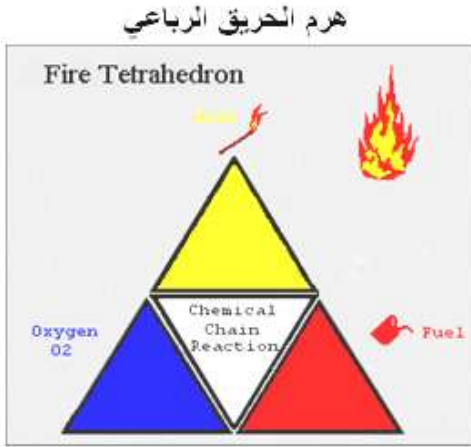 هرم الحريق الرباعي
Fire Tetrahedron
Chemical
Chain
Reaction
Oxygen
O2
Fuel